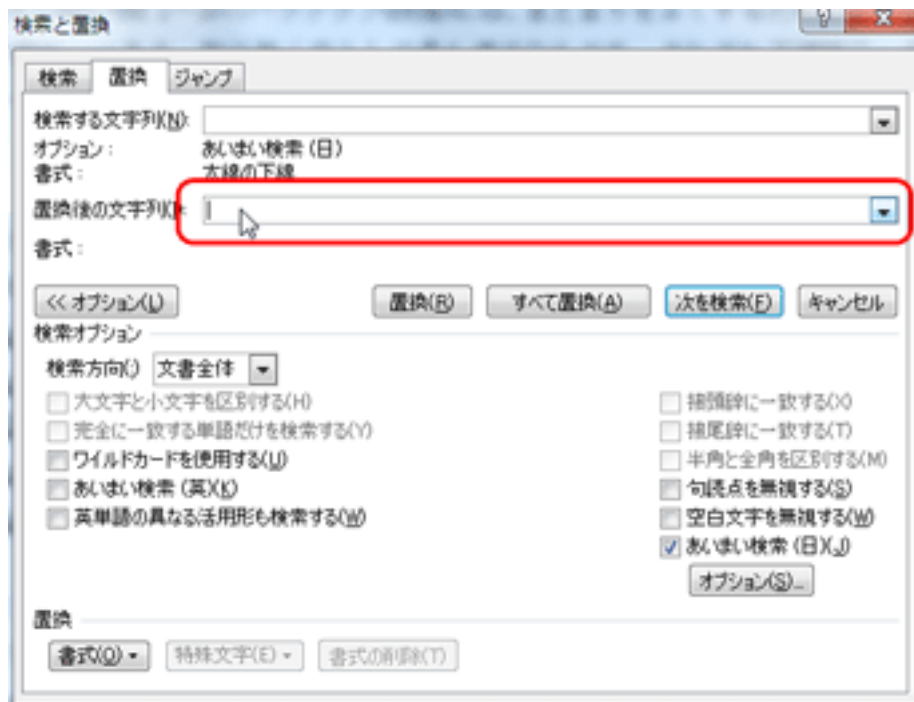 検索と置換
検索 置換 ジャンプ
検索する文字列(N):
オプション: あいまい検索 (日)
書式: 太線の下線
置換後の文字列(I):
書式:
<< オプション(L) 置換(R) すべて置換(A) 次を検索(F) キャンセル
検索オプション
検索方向(:) 文書全体
大文字と小文字を区別する(H) 接頭辞に一致する(X)
完全に一致する単語だけを検索する(Y) 接尾辞に一致する(T)
ワイルドカードを使用する(U) 半角と全角を区別する(M)
あいまい検索 (英)(K) 句読点を無視する(S)
英単語の異なる活用形も検索する(W) 空白文字を無視する(W)
あいまい検索 (日)(J)
オプション(S)...
置換
書式(O) 特殊文字(E) 書式の削除(T)